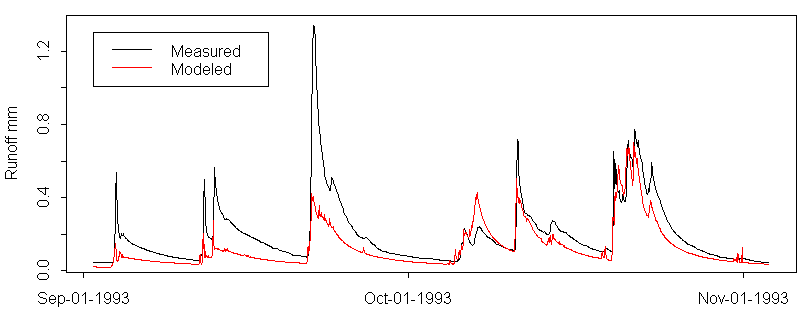 Measured
Modeled
Runoff mm
1.2
0.8
0.4
0.0
Sep-01-1993 Oct-01-1993 Nov-01-1993